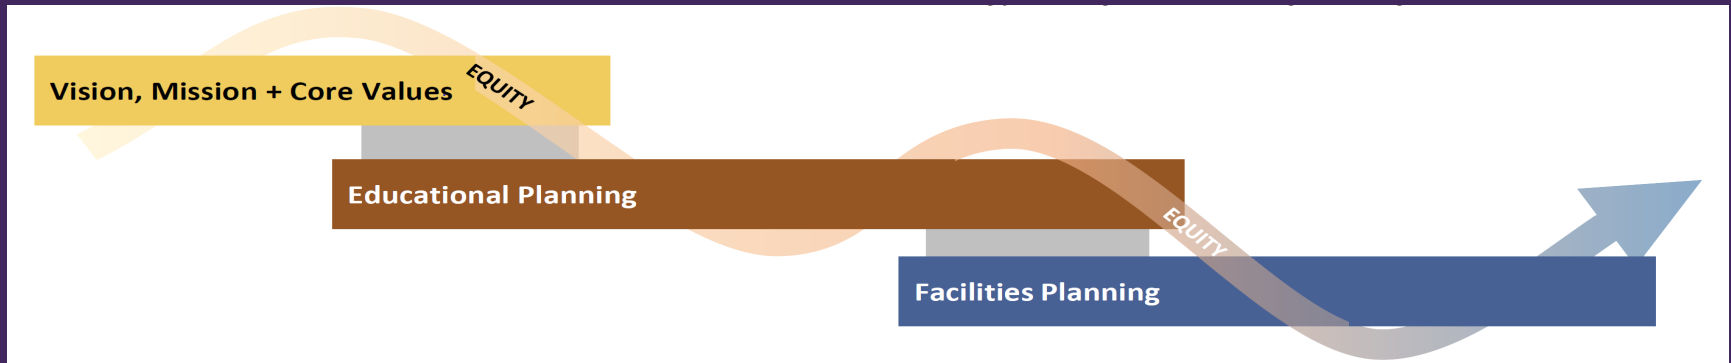 Vision, Mission + Core Values
EQUITY
Educational Planning
EQUITY
Facilities Planning